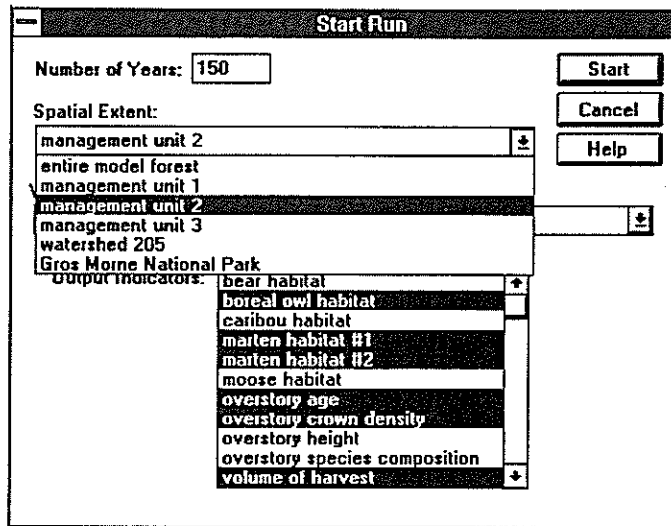 Start Run
Number of Years: 150
Start
Spatial Extent:
Cancel
management unit 2
Help
entire model forest
management unit 1
management unit 2
management unit 3
watershed 205
Gros Morne National Park
Output Indicators:
bear habitat
boreal owl habitat
caribou habitat
marten habitat #1
marten habitat #2
moose habitat
overstory age
overstory crown density
overstory height
overstory species composition
volume of harvest